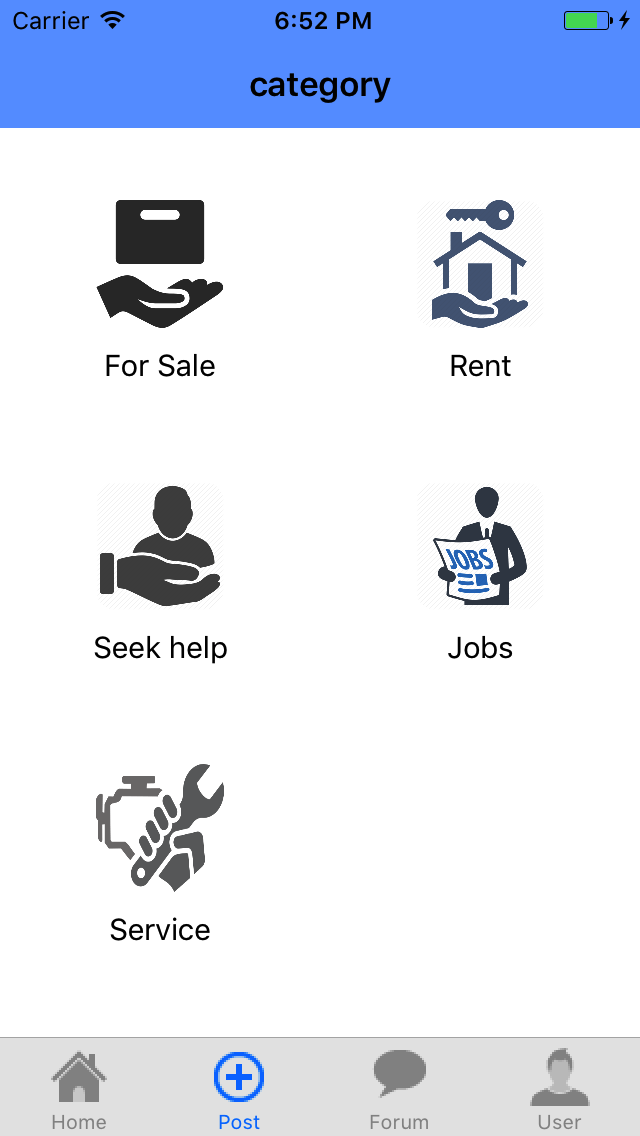 Carrier 6:52 PM
category
For Sale Rent
JOBS
Seek help Jobs
Service
Home Post Forum User